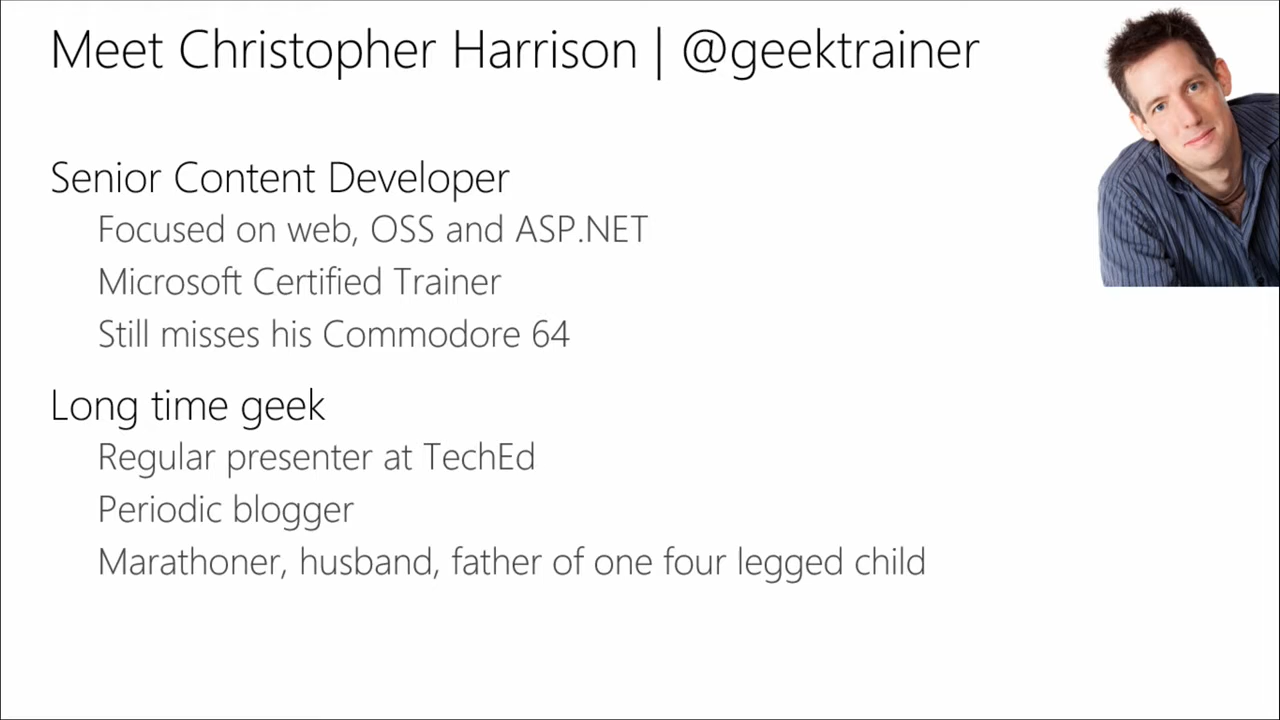 Meet Christopher Harrison | @geektrainer
Senior Content Developer
Focused on web, OSS and ASP.NET
Microsoft Certified Trainer
Still misses his Commodore 64
Long time geek
Regular presenter at TechEd
Periodic blogger
Marathoner, husband, father of one four legged child